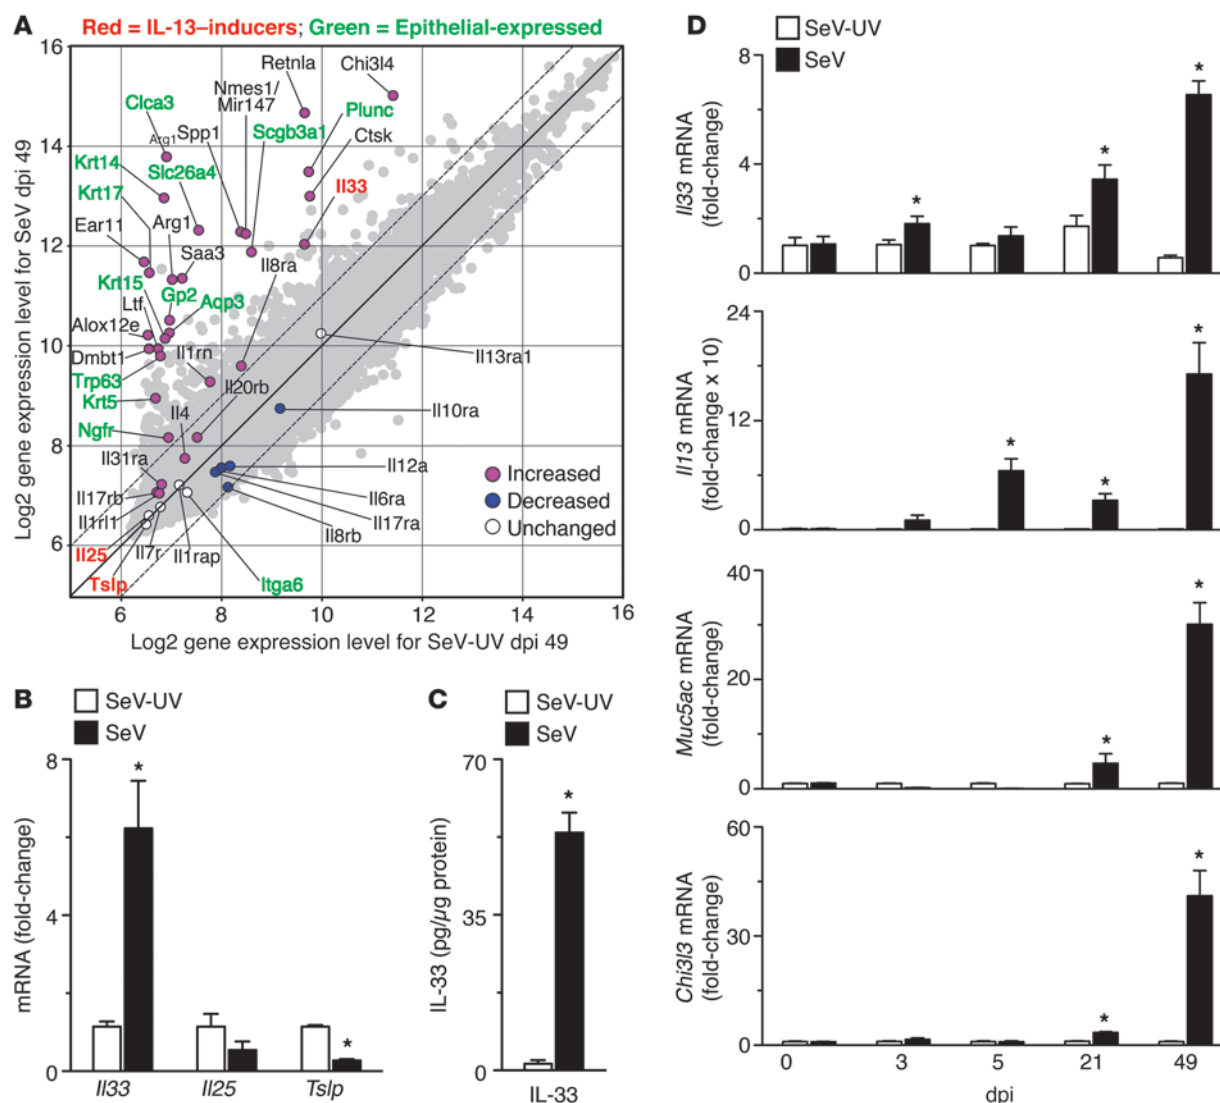 A
Red = IL-13–inducers; Green = Epithelial-expressed
Log2 gene expression level for SeV dpi 49
16
14
12
10
8
6
Retnla
Chi3l4
Nmes1/
Mir147
Clca3
Plunc
Arg1
Spp1
Scgb3a1
Ctsk
Krt14
Slc26a4
Il33
Krt17
Ear11
Arg1
Saa3
Il8ra
Krt15
Gp2
Aqp3
Ltf
Alox12e
Il13ra1
Dmbt1
Il1rn
Il20rb
Trp63
Krt5
Il4
Il10ra
Ngfr
Il31ra
Il12a
Il17rb
Il6ra
Il1rl1
Il17ra
Il8rb
Il25
Il7r
Il1rap
Tslp
Itga6
Increased
Decreased
Unchanged
6
8
10
12
14
16
Log2 gene expression level for SeV-UV dpi 49
B
SeV-UV
SeV
mRNA (fold-change)
8
4
0
*
*
Il33
Il25
Tslp
C
SeV-UV
SeV
IL-33 (pg/µg protein)
70
35
0
*
IL-33
D
SeV-UV
SeV
Il33 mRNA
(fold-change)
8
4
0
*
*
*
Il13 mRNA
(fold-change x 10)
24
12
0
*
*
*
Muc5ac mRNA
(fold-change)
40
20
0
*
*
Chi3l3 mRNA
(fold-change)
60
30
0
*
*
0
3
5
21
49
dpi